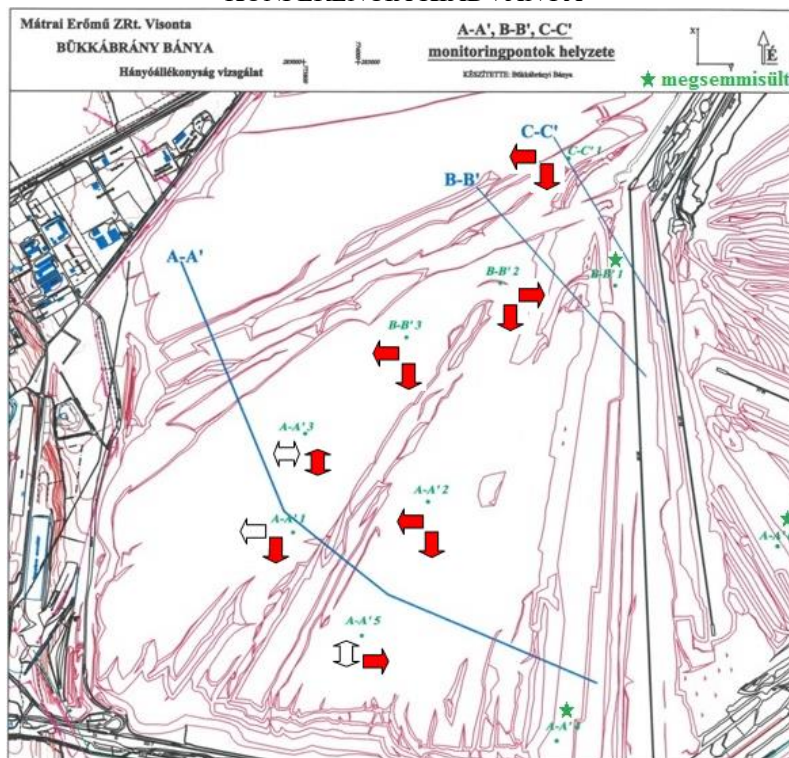 Mátrai Erőmű ZRt. Visonta
BÜKKÁBRÁNY BÁNYA
Hányóállékonyság vizsgálat
A-A', B-B', C-C'
monitoringpontok helyzete
KÉSZÍTETTE: Bükkábrányi Bánya
X
Y
É
megsemmisült
C-C'
C-C' 1
B-B'
A-A'
B-B' 2
B-B' 1
B-B' 3
A-A' 3
A-A' 2
A-A' 1
A-A' 5